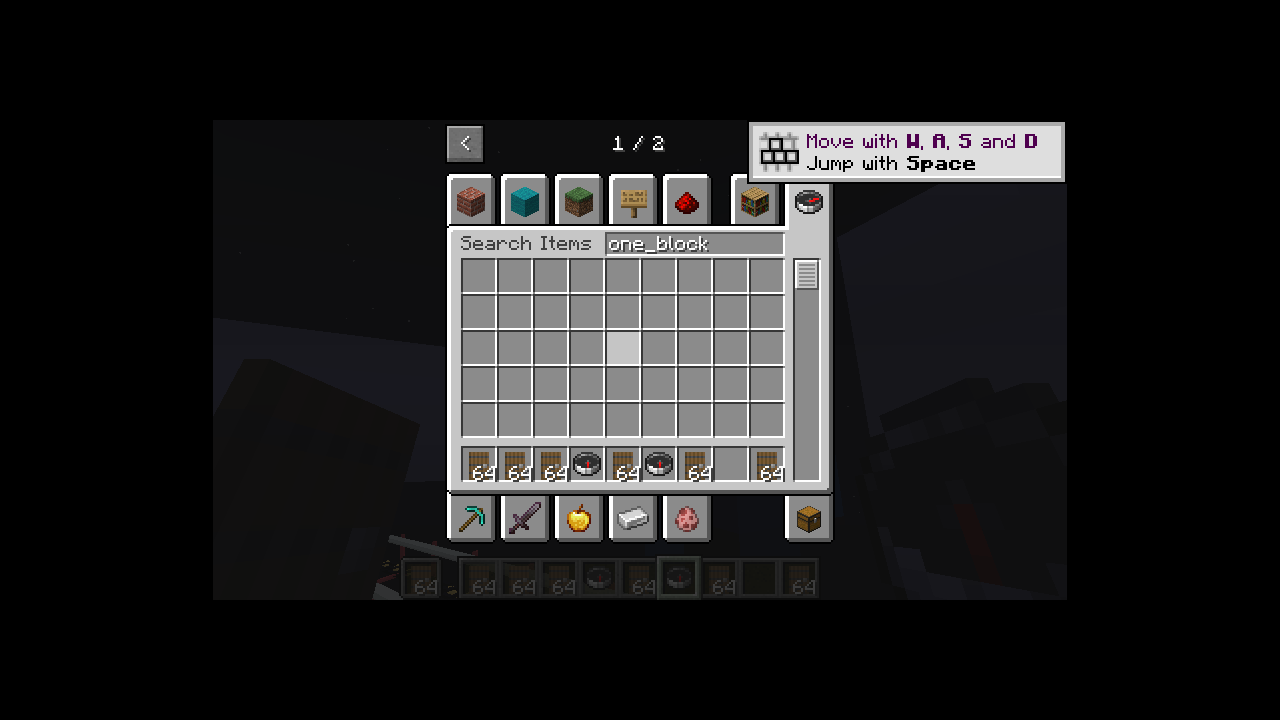 1 / 2
Move with W, A, S and D
Jump with Space
Search Items one_block
64 64 64 64 64 64
64 64 64 64 64 64 64